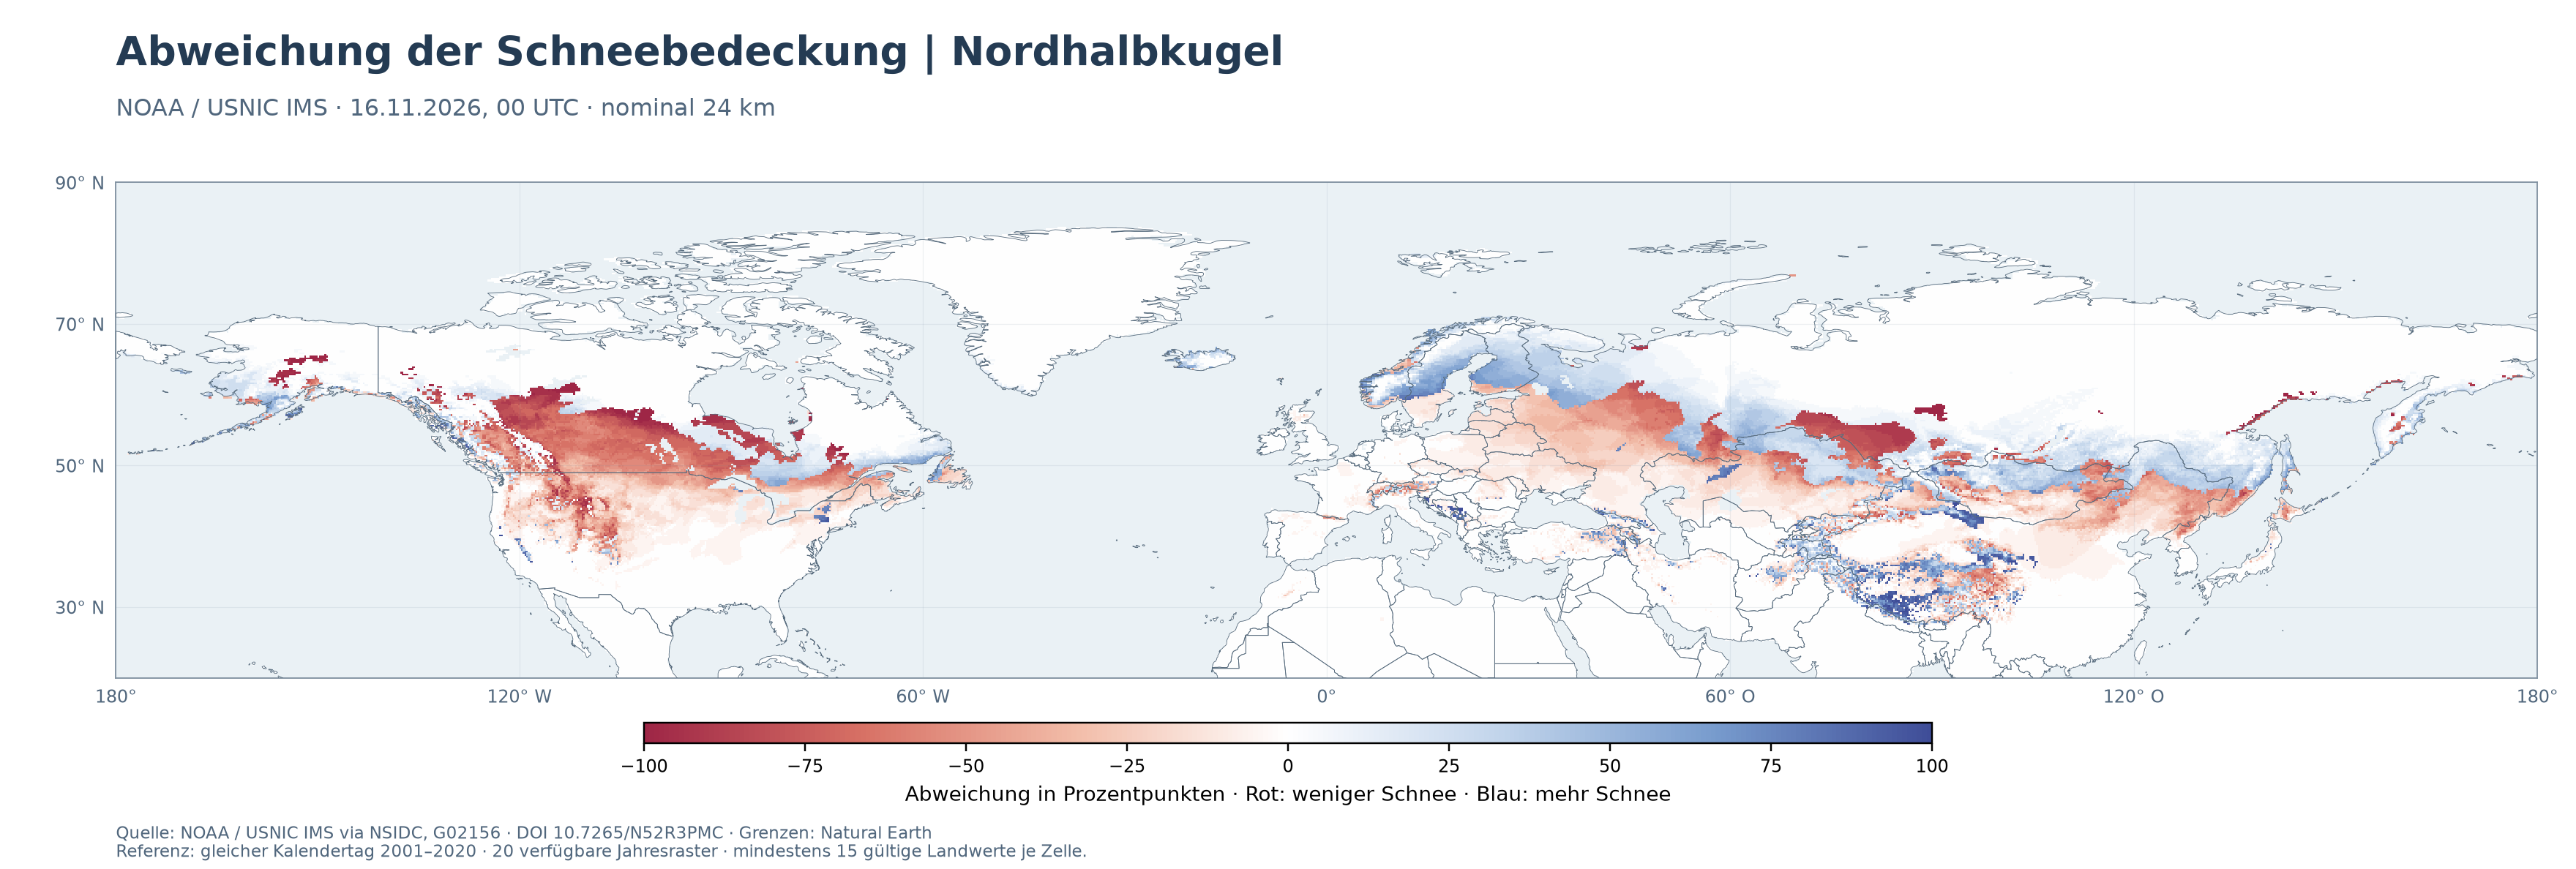 Abweichung der Schneebedeckung | Nordhalbkugel
NOAA / USNIC IMS · 16.11.2026, 00 UTC · nominal 24 km
90° N
70° N
50° N
30° N
180° 120° W 60° W 0° 60° O 120° O 180°
−100 −75 −50 −25 0 25 50 75 100
Abweichung in Prozentpunkten · Rot: weniger Schnee · Blau: mehr Schnee
Quelle: NOAA / USNIC IMS via NSIDC, G02156 · DOI 10.7265/N52R3PMC · Grenzen: Natural Earth
Referenz: gleicher Kalendertag 2001–2020 · 20 verfügbare Jahresraster · mindestens 15 gültige Landwerte je Zelle.